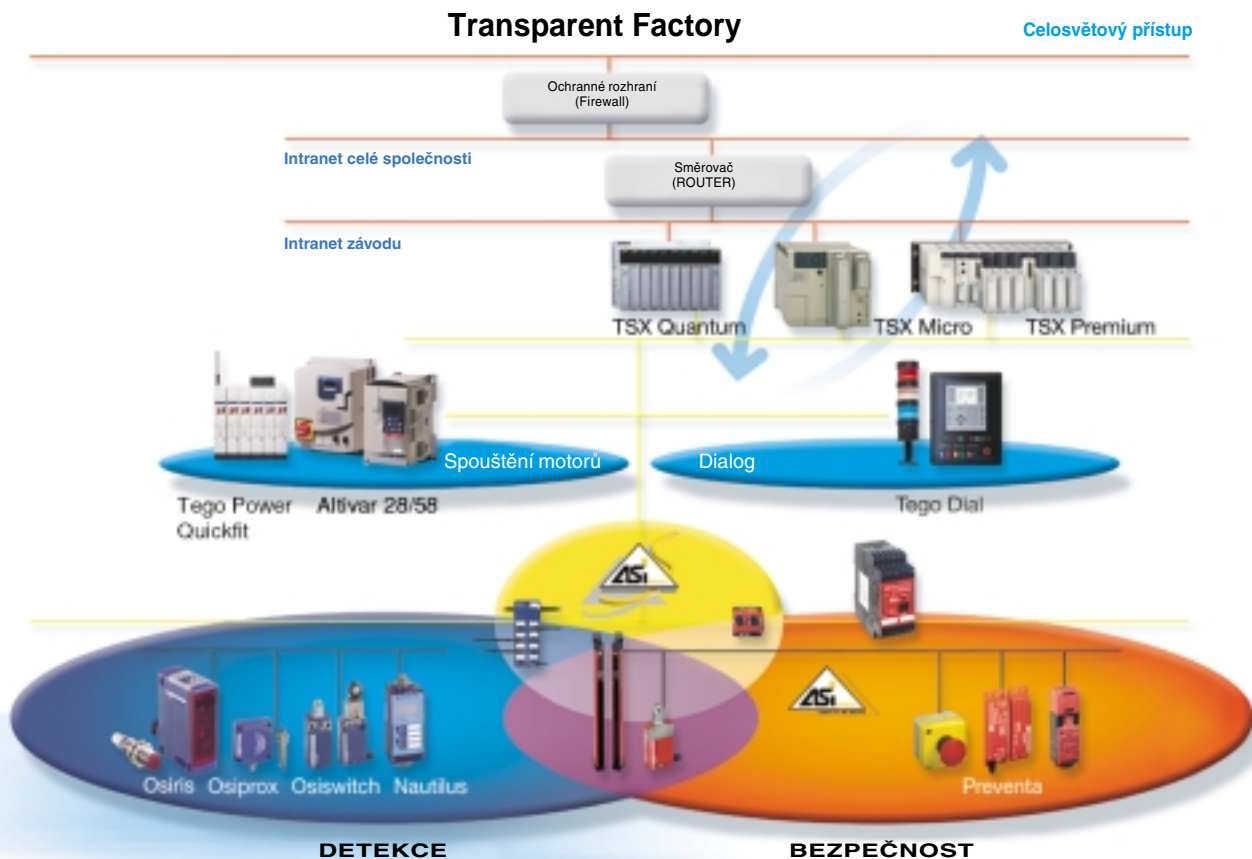 Transparent Factory
Celosvětový přístup
Ochranné rozhraní
(Firewall)
Intranet celé společnosti
Směrovač
(ROUTER)
Intranet závodu
TSX Quantum
TSX Micro
TSX Premium
Spouštění motorů
Dialog
Tego Power
Quickfit
Altivar 28/58
Tego Dial
ASi
ASi
Osiris
Osiprox
Osiswitch
Nautilus
Preventa
DETEKCE
BEZPEČNOST